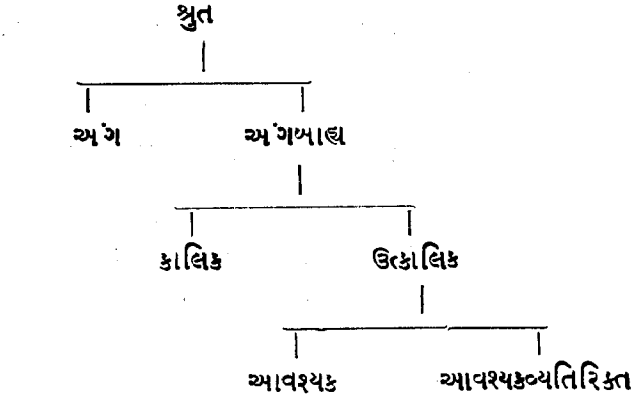 શ્રુત
અંગ અંગબાહ્ય
કાલિક ઉત્કાલિક
આવશ્યક આવશ્યકવ્યતિરિક્ત